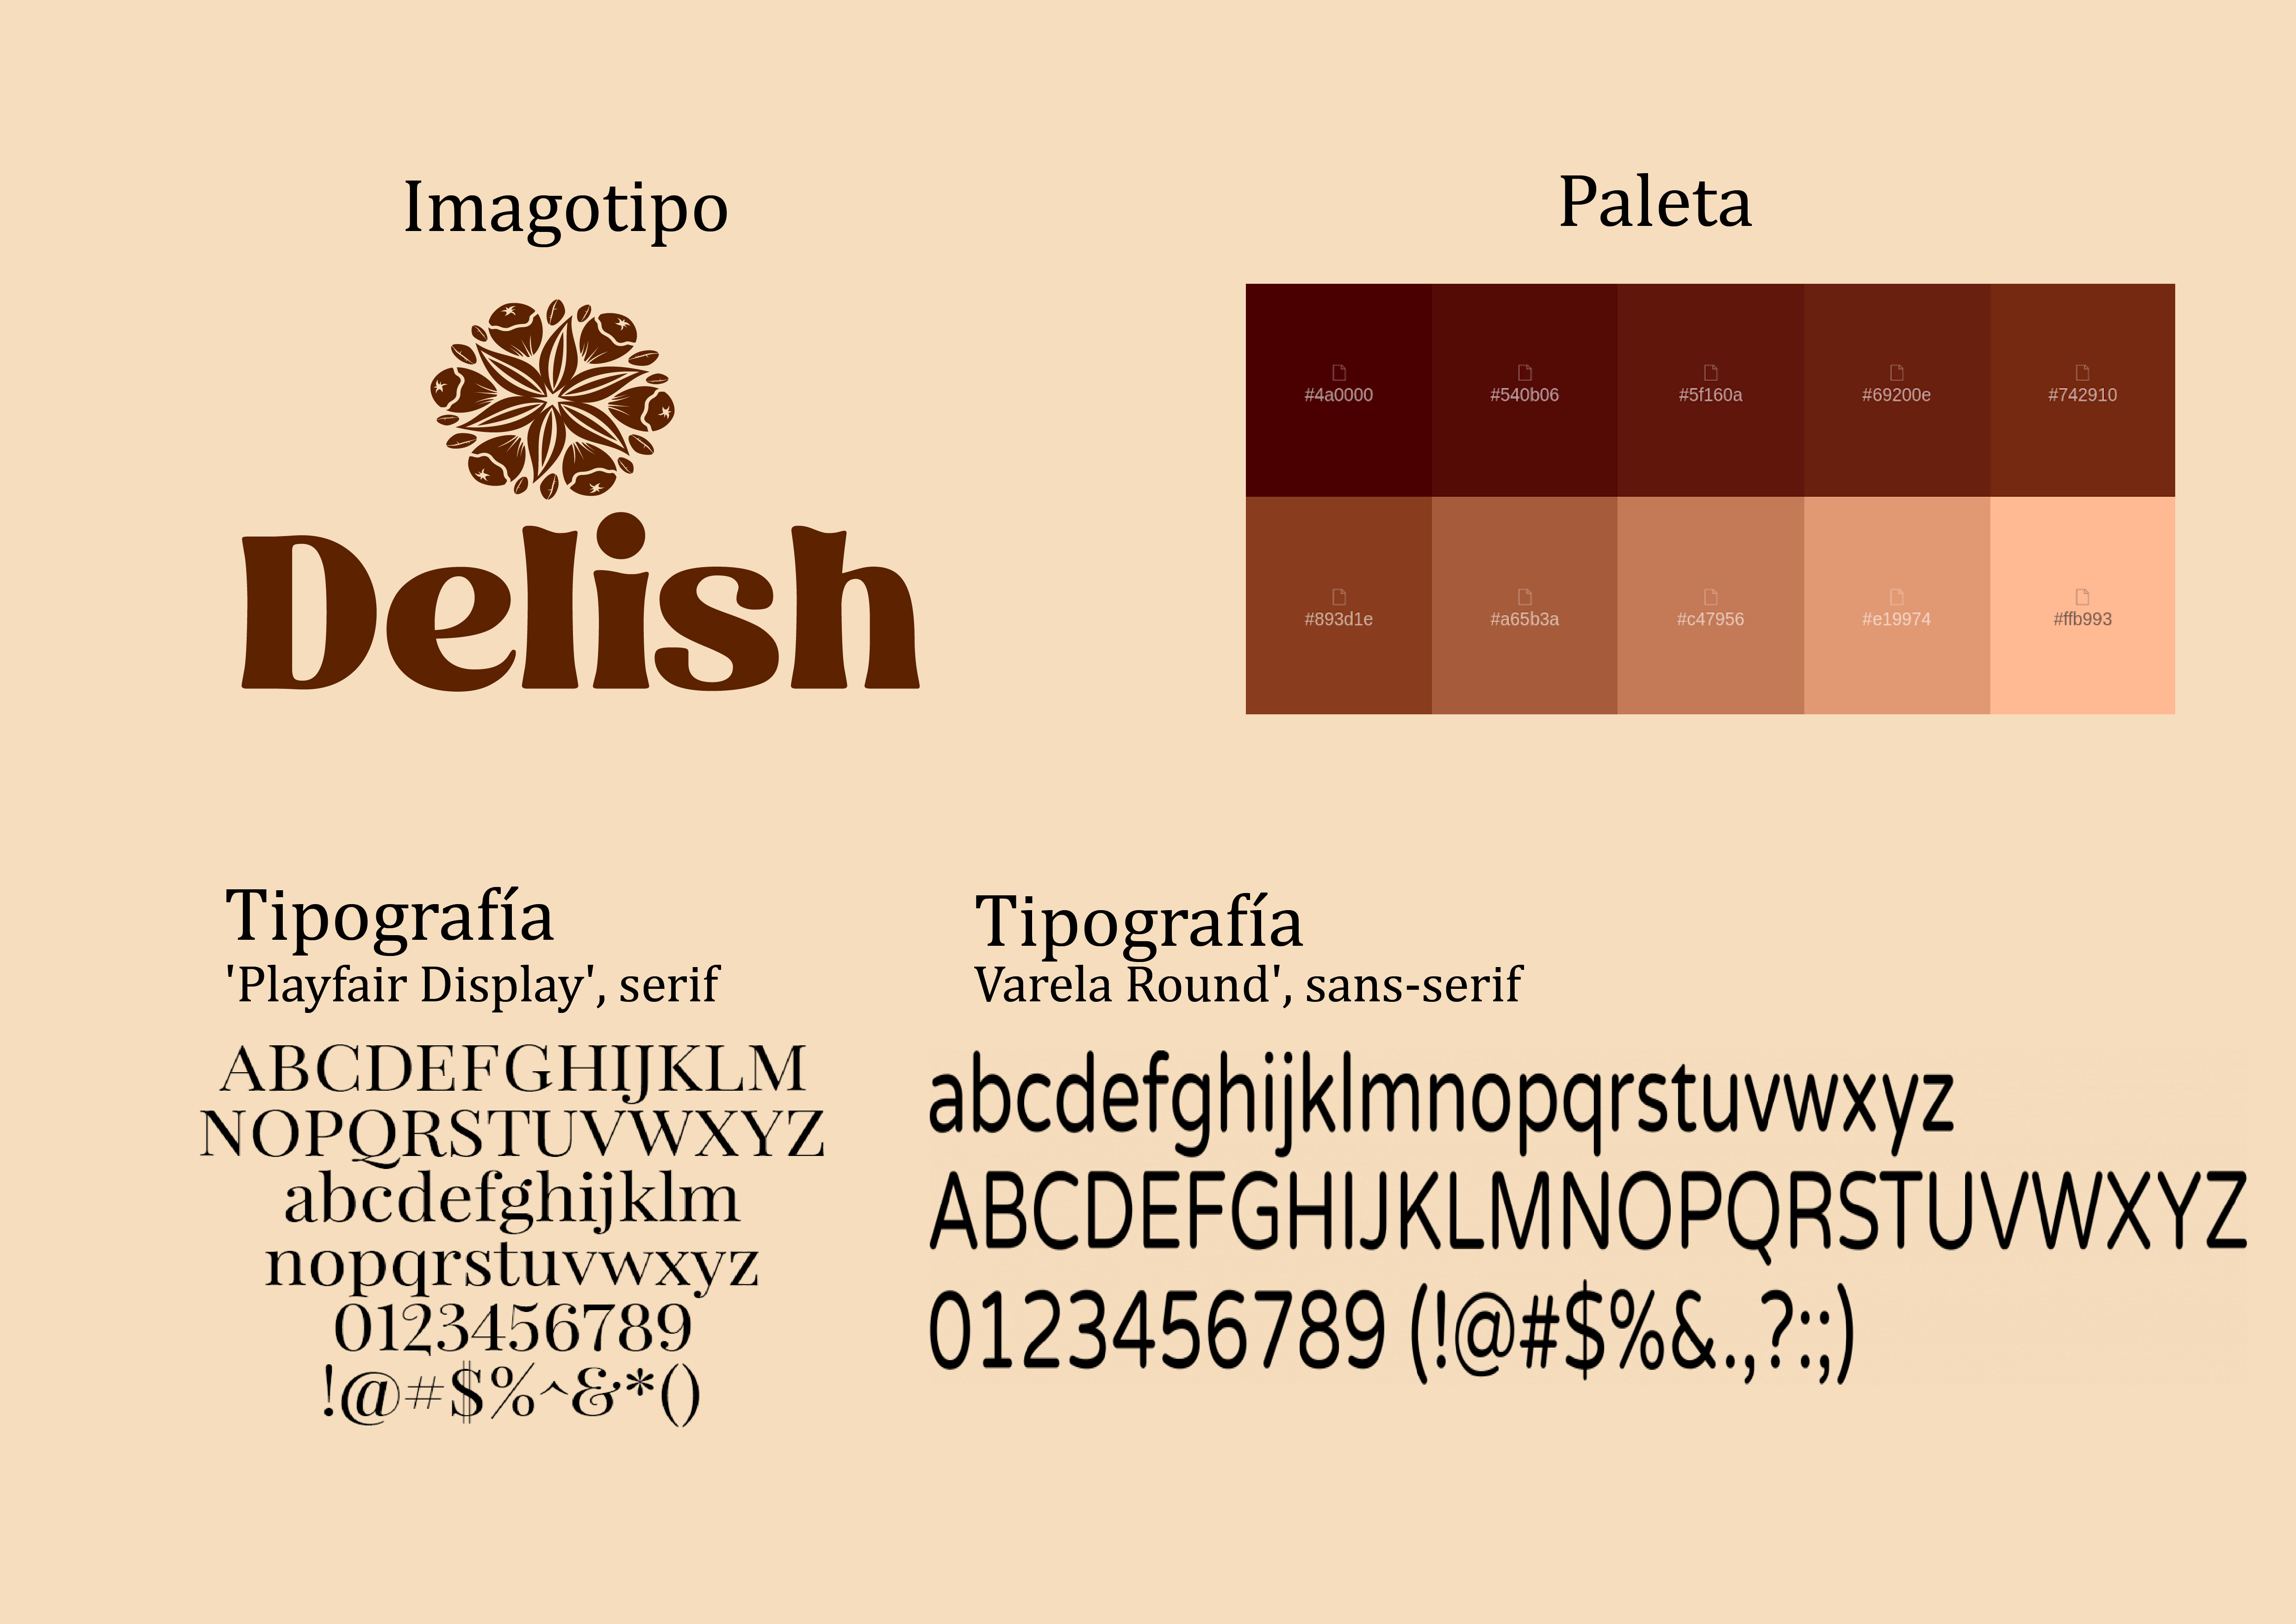 Imagotipo
Paleta
#4a0000
#540b06
#5f160a
#69200e
#742910
#893d1e
#a65b3a
#c47956
#e19974
#ffb993
Delish
Tipografía
'Playfair Display', serif
ABCDEFGHIJKLM
NOPQRSTUVWXYZ
abcdefghijklm
nopqrstuvwxyz
0123456789
!@#$%^&*()
Tipografía
Varela Round', sans-serif
abcdefghijklmnopqrstuvwxyz
ABCDEFGHIJKLMNOPQRSTUVWXYZ
0123456789 (!@#$%&.,?:;)